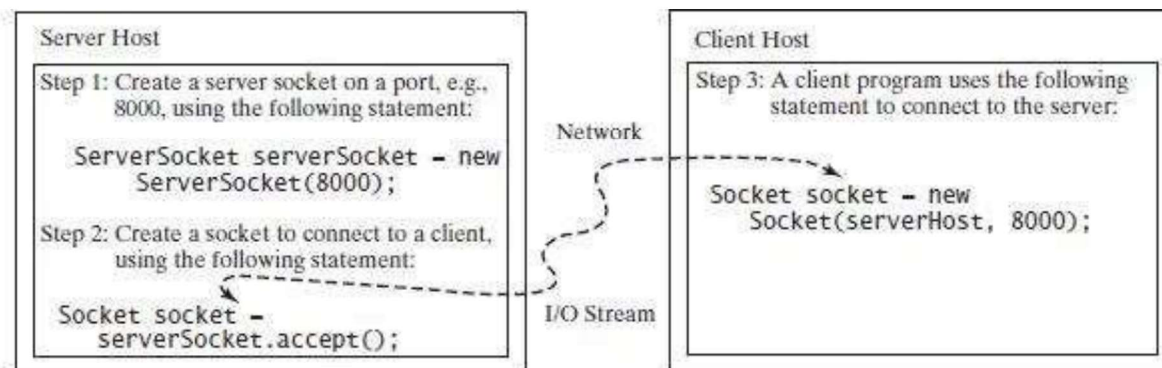 Server Host
Step 1: Create a server socket on a port, e.g.,
8000, using the following statement:
ServerSocket serverSocket = new
ServerSocket(8000);
Step 2: Create a socket to connect to a client,
using the following statement:
Socket socket =
serverSocket.accept();
Network
I/O Stream
Client Host
Step 3: A client program uses the following
statement to connect to the server:
Socket socket = new
Socket(serverHost, 8000);